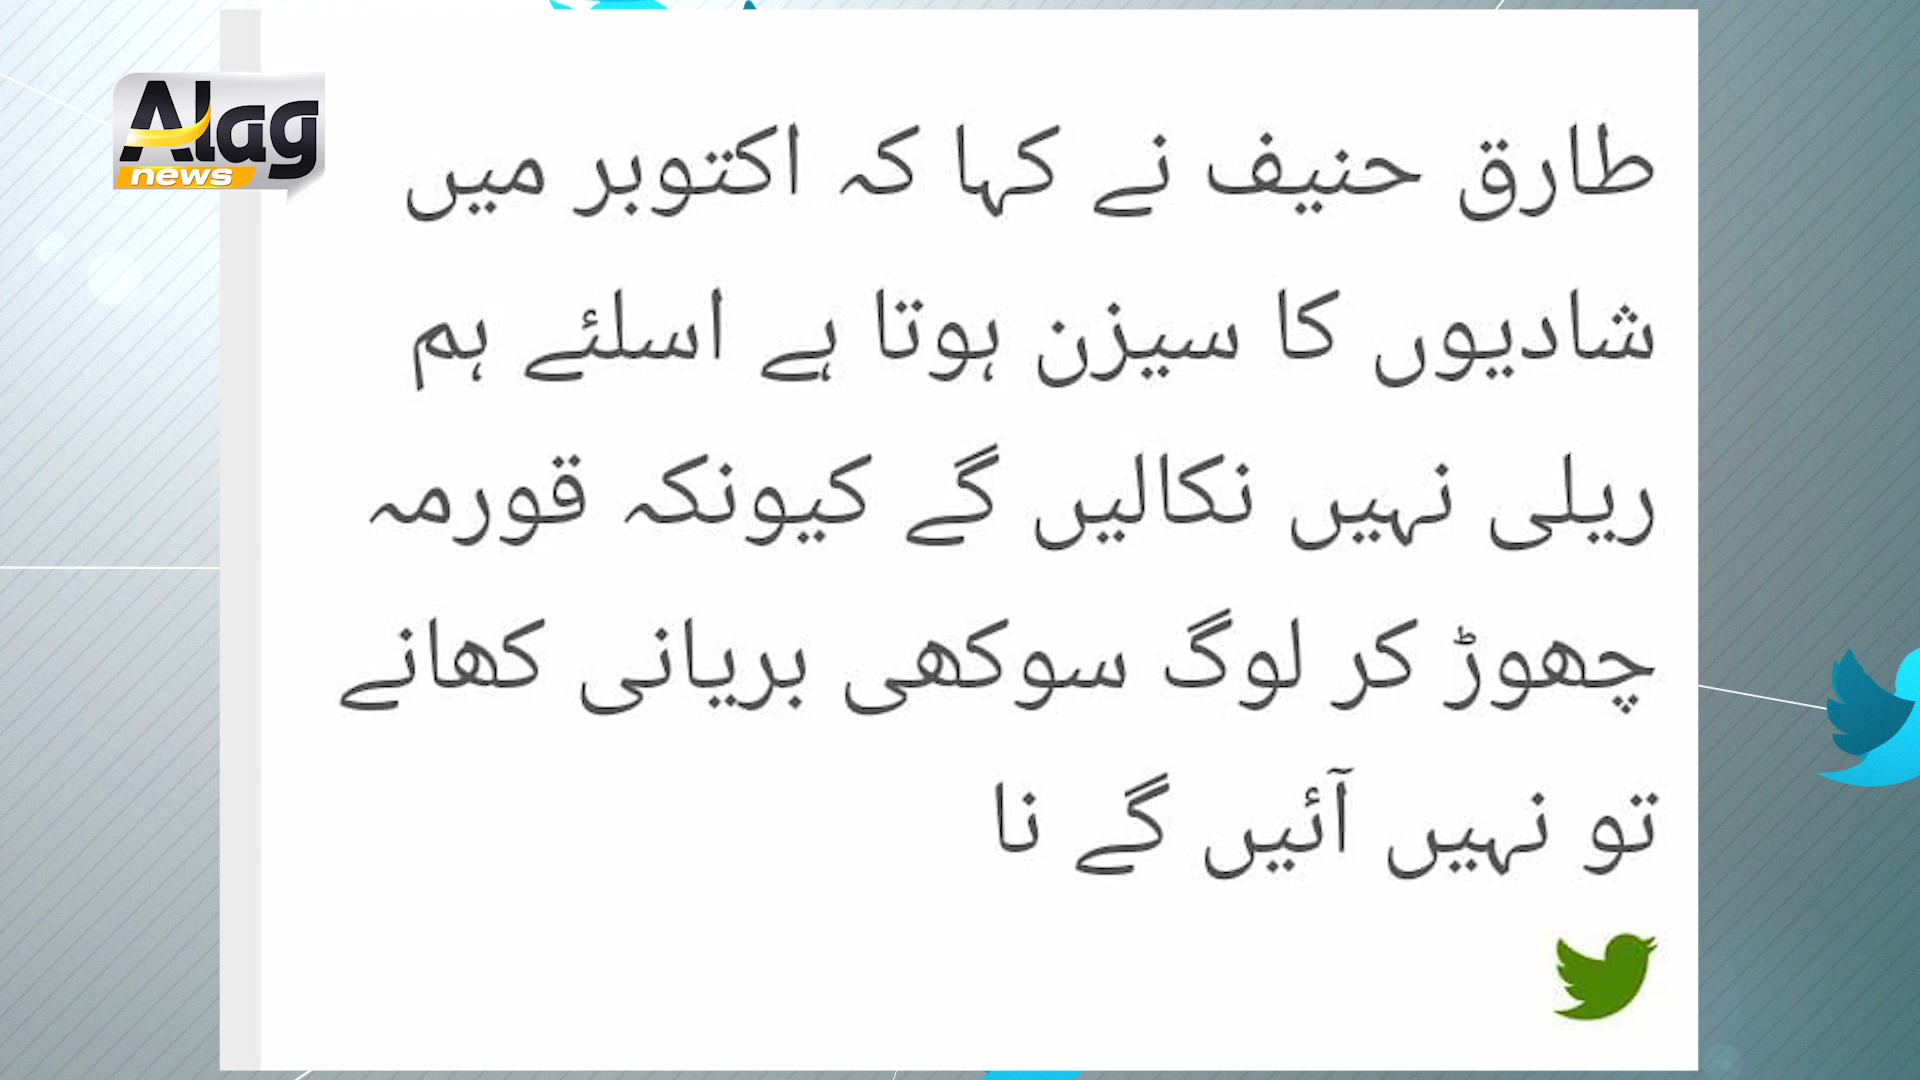 Alag
news
طارق حنیف نے کہا کہ اکتوبر میں
شادیوں کا سیزن ہوتا ہے اسلئے ہم
ریلی نہیں نکالیں گے کیونکہ قورمہ
چھوڑ کر لوگ سوکھی بریانی کھانے
تو نہیں آئیں گے نا